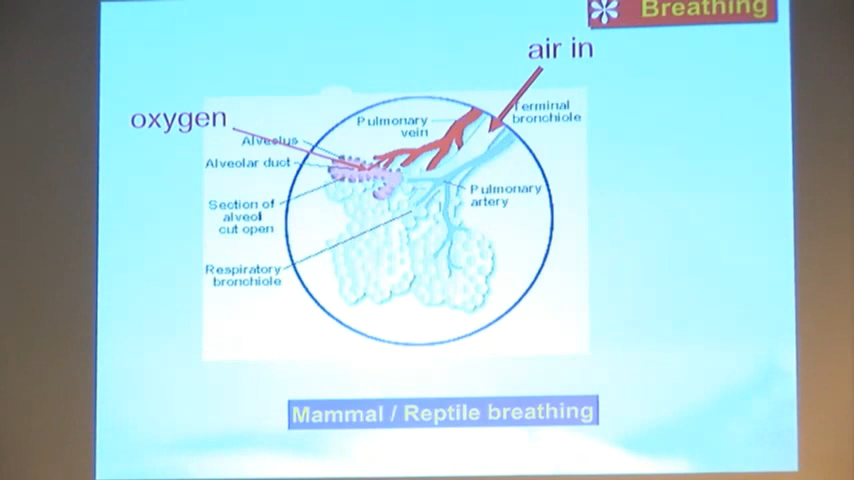 Breathing
air in
oxygen
Pulmonary
vein
Terminal
bronchiole
Alveolus
Alveolar duct
Pulmonary
artery
Section of
alveoli
cut open
Respiratory
bronchiole
Mammal / Reptile breathing